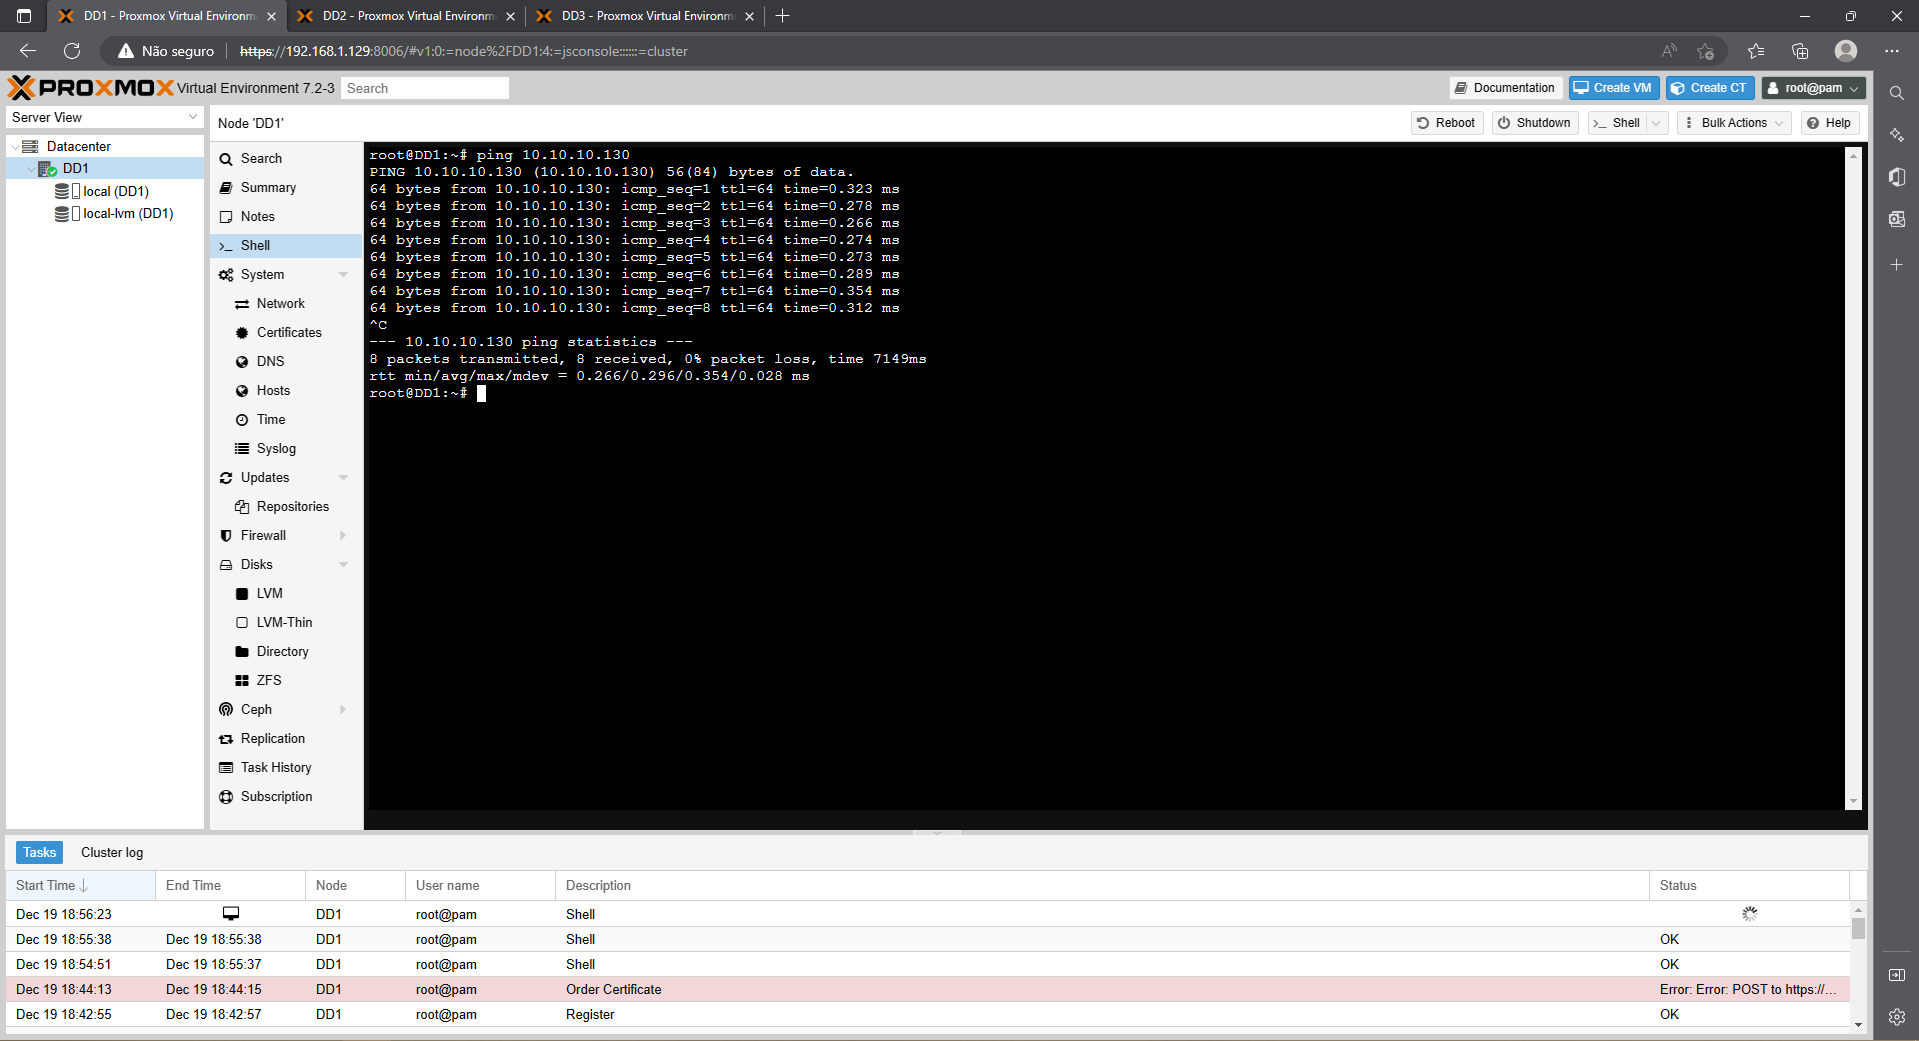 DD1 - Proxmox Virtual Environm
DD2 - Proxmox Virtual Environm
DD3 - Proxmox Virtual Environm
Não seguro
https://192.168.1.129:8006/#v1:0:=node%2FDD1:4:=jsconsole::::::=cluster
PROXMOX Virtual Environment 7.2-3 Search
Documentation Create VM Create CT root@pam
Server View
Node 'DD1'
Reboot Shutdown Shell Bulk Actions Help
Datacenter
DD1
local (DD1)
local-lvm (DD1)
Search
Summary
Notes
Shell
System
Network
Certificates
DNS
Hosts
Time
Syslog
Updates
Repositories
Firewall
Disks
LVM
LVM-Thin
Directory
ZFS
Ceph
Replication
Task History
Subscription
root@DD1:~# ping 10.10.10.130
PING 10.10.10.130 (10.10.10.130) 56(84) bytes of data.
64 bytes from 10.10.10.130: icmp_seq=1 ttl=64 time=0.323 ms
64 bytes from 10.10.10.130: icmp_seq=2 ttl=64 time=0.278 ms
64 bytes from 10.10.10.130: icmp_seq=3 ttl=64 time=0.266 ms
64 bytes from 10.10.10.130: icmp_seq=4 ttl=64 time=0.274 ms
64 bytes from 10.10.10.130: icmp_seq=5 ttl=64 time=0.273 ms
64 bytes from 10.10.10.130: icmp_seq=6 ttl=64 time=0.289 ms
64 bytes from 10.10.10.130: icmp_seq=7 ttl=64 time=0.354 ms
64 bytes from 10.10.10.130: icmp_seq=8 ttl=64 time=0.312 ms
^C
--- 10.10.10.130 ping statistics ---
8 packets transmitted, 8 received, 0% packet loss, time 7149ms
rtt min/avg/max/mdev = 0.266/0.296/0.354/0.028 ms
root@DD1:~#
Tasks Cluster log
Start Time End Time Node User name Description Status
Dec 19 18:56:23 DD1 root@pam Shell
Dec 19 18:55:38 Dec 19 18:55:38 DD1 root@pam Shell OK
Dec 19 18:54:51 Dec 19 18:55:37 DD1 root@pam Shell OK
Dec 19 18:44:13 Dec 19 18:44:15 DD1 root@pam Order Certificate Error: Error: POST to https://...
Dec 19 18:42:55 Dec 19 18:42:57 DD1 root@pam Register OK